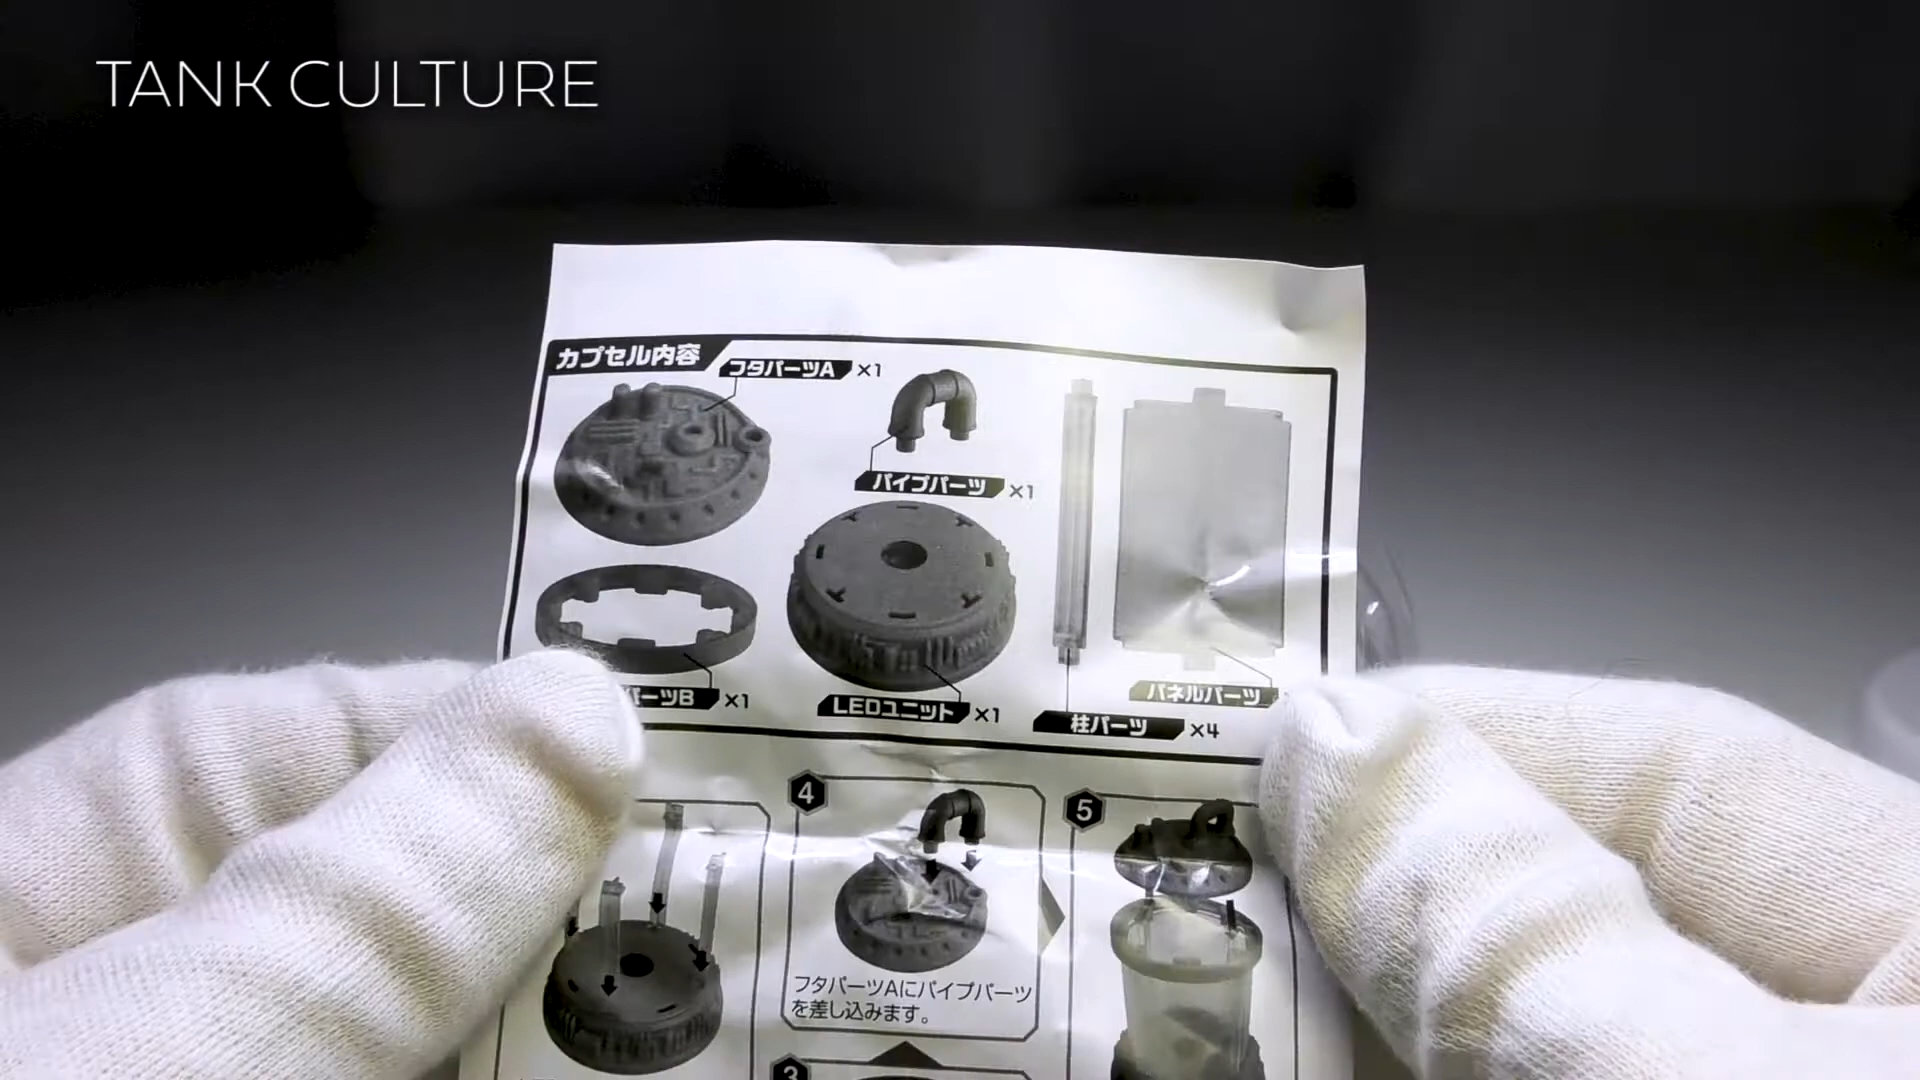 TANK CULTURE
カプセル内容
フタパーツA ×1
パイプパーツ ×1
パーツB ×1
LEDユニット ×1
柱パーツ ×4
パネルパーツ
4
5
フタパーツAにパイプパーツ
を差し込みます。
3